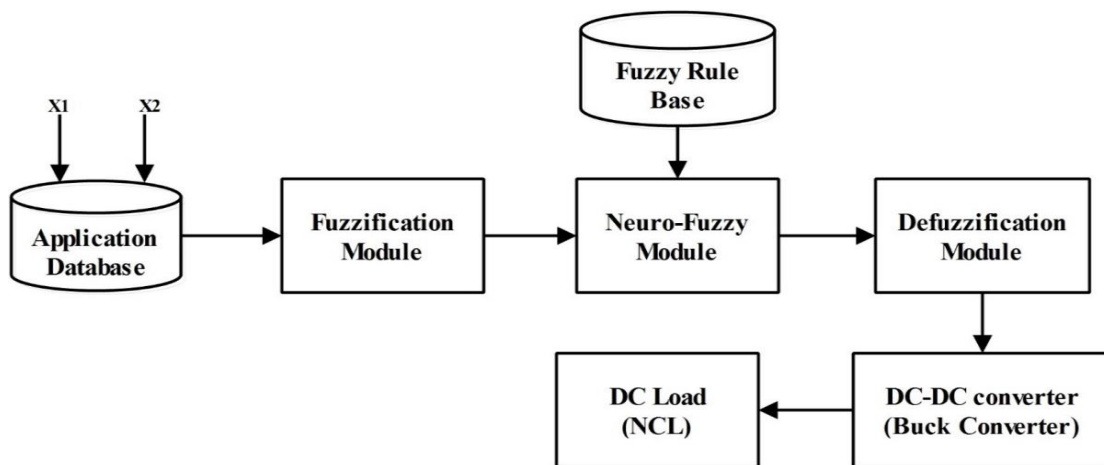 Fuzzy Rule
Base
X1
X2
Application
Database
Fuzzification
Module
Neuro-Fuzzy
Module
Defuzzification
Module
DC Load
(NCL)
DC-DC converter
(Buck Converter)